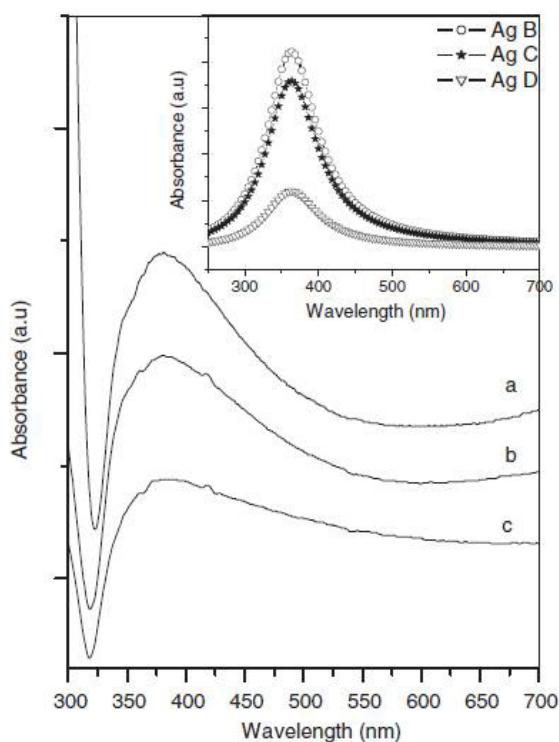 Ag B
Ag C
Ag D
Absorbance (a.u)
300 400 500 600 700
Wavelength (nm)
Absorbance (a.u)
a
b
c
300 350 400 450 500 550 600 650 700
Wavelength (nm)